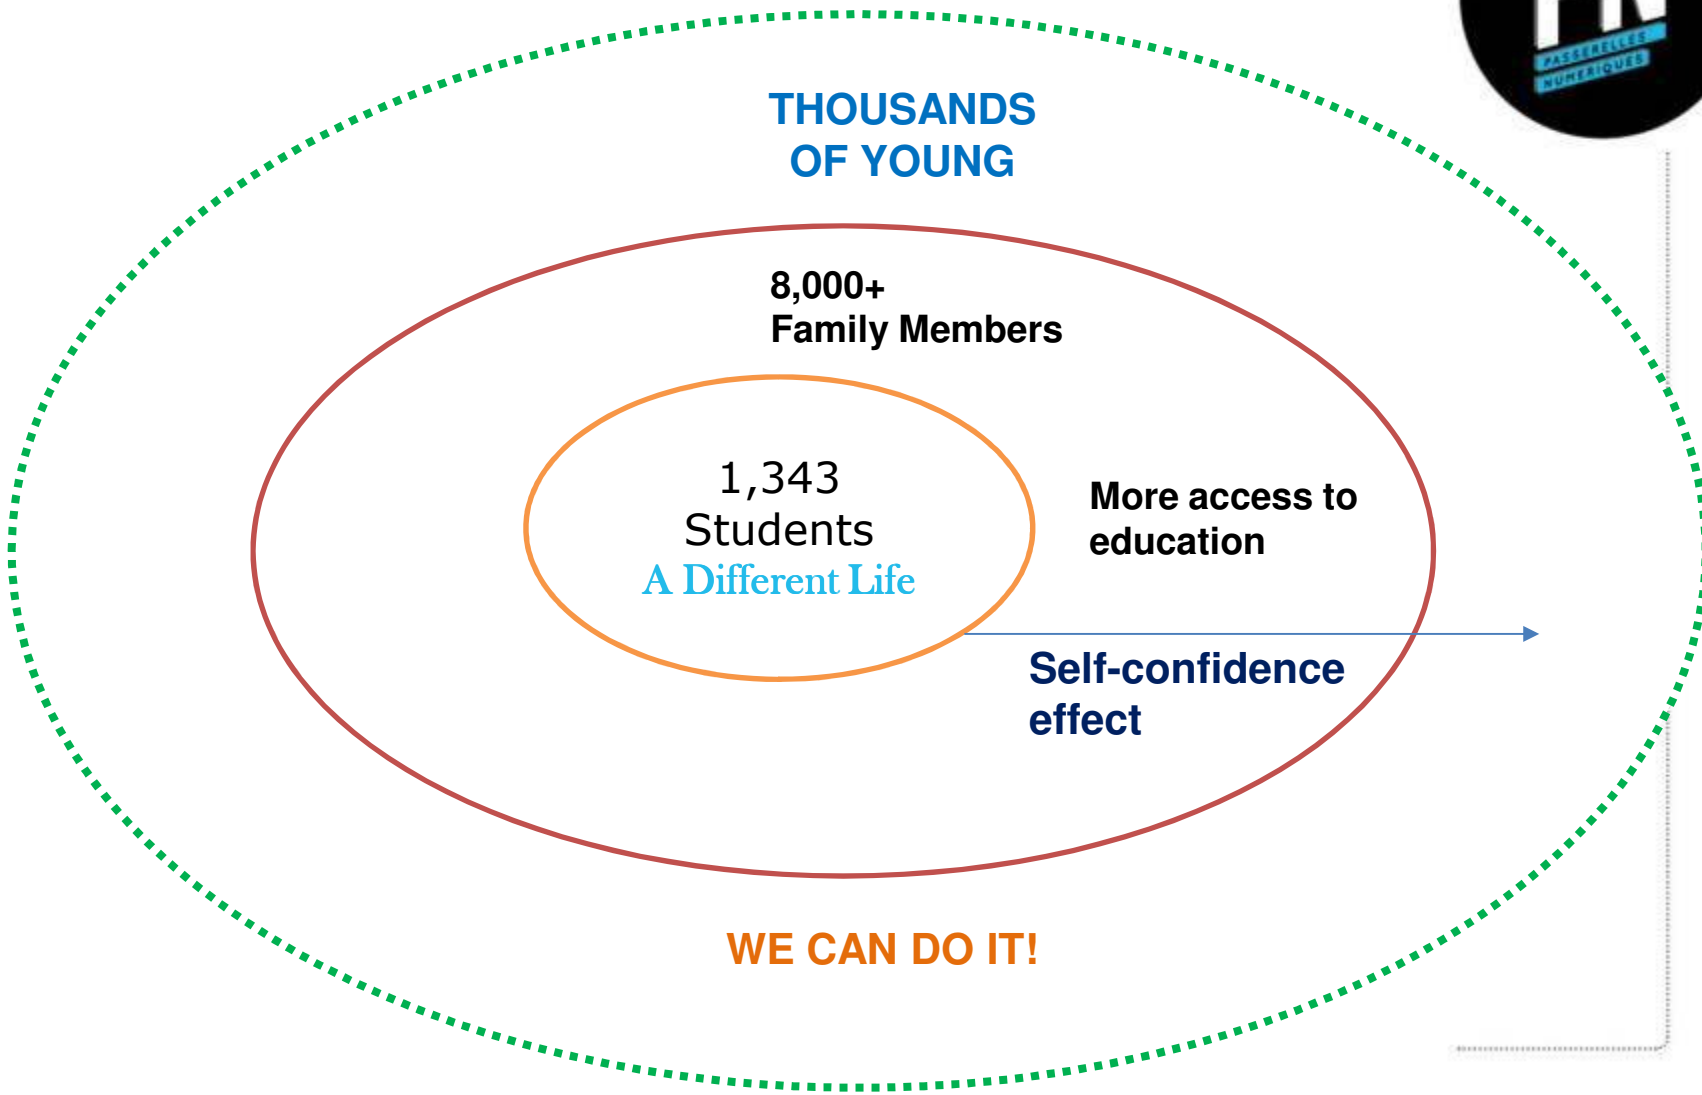 PASSERELLES
NUMERIQUES
THOUSANDS
OF YOUNG
8,000+
Family Members
1,343
Students
A Different Life
More access to
education
Self-confidence
effect
WE CAN DO IT!